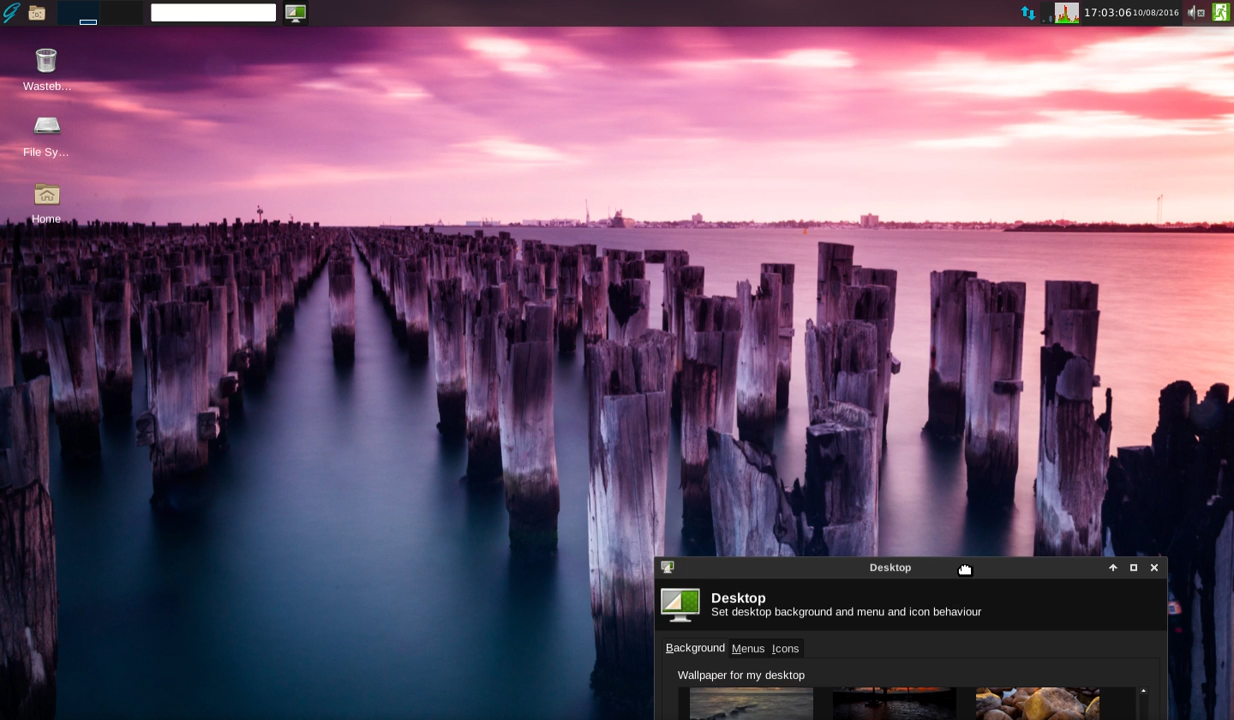 17:03:06 10/08/2016
Wasteb…
File Sy…
Home
Desktop
Desktop
Set desktop background and menu and icon behaviour
Background Menus Icons
Wallpaper for my desktop